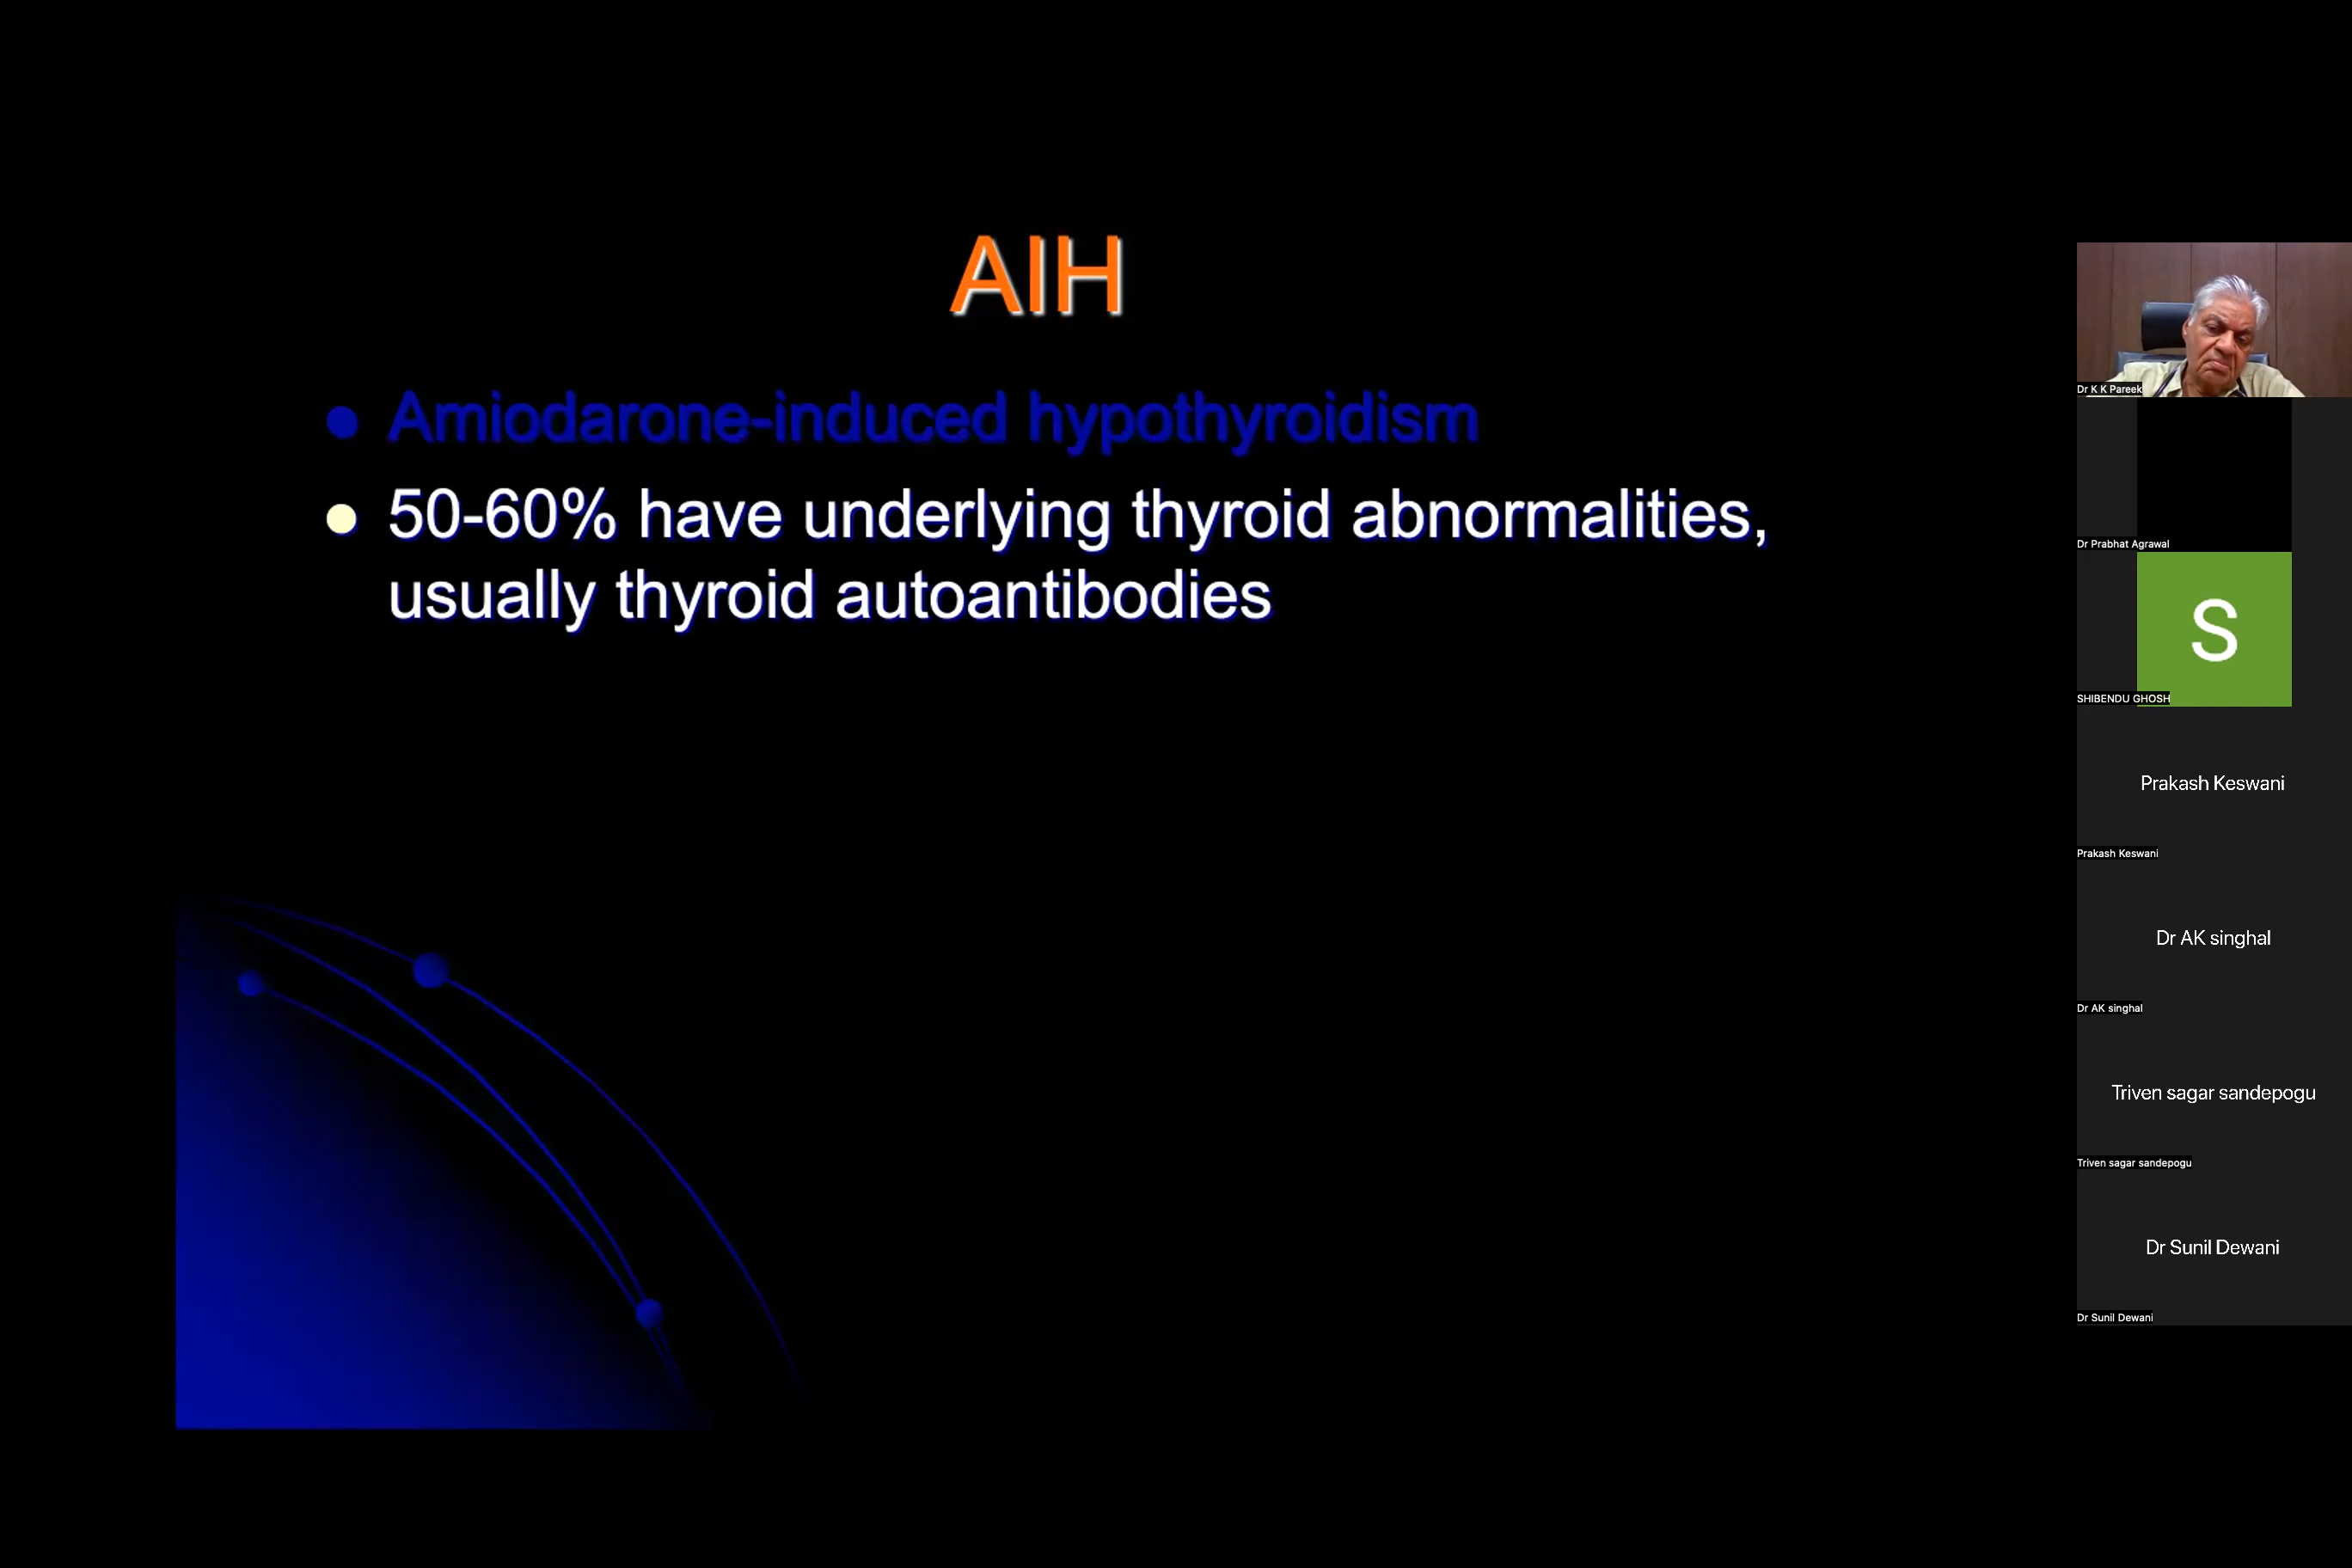 AIH
Amiodarone-induced hypothyroidism
50-60% have underlying thyroid abnormalities,
usually thyroid autoantibodies
Dr K K Pareek
Dr Prabhat Agrawal
S
SHIBENDU GHOSH
Prakash Keswani
Prakash Keswani
Dr AK singhal
Dr AK singhal
Triven sagar sandepogu
Triven sagar sandepogu
Dr Sunil Dewani
Dr Sunil Dewani